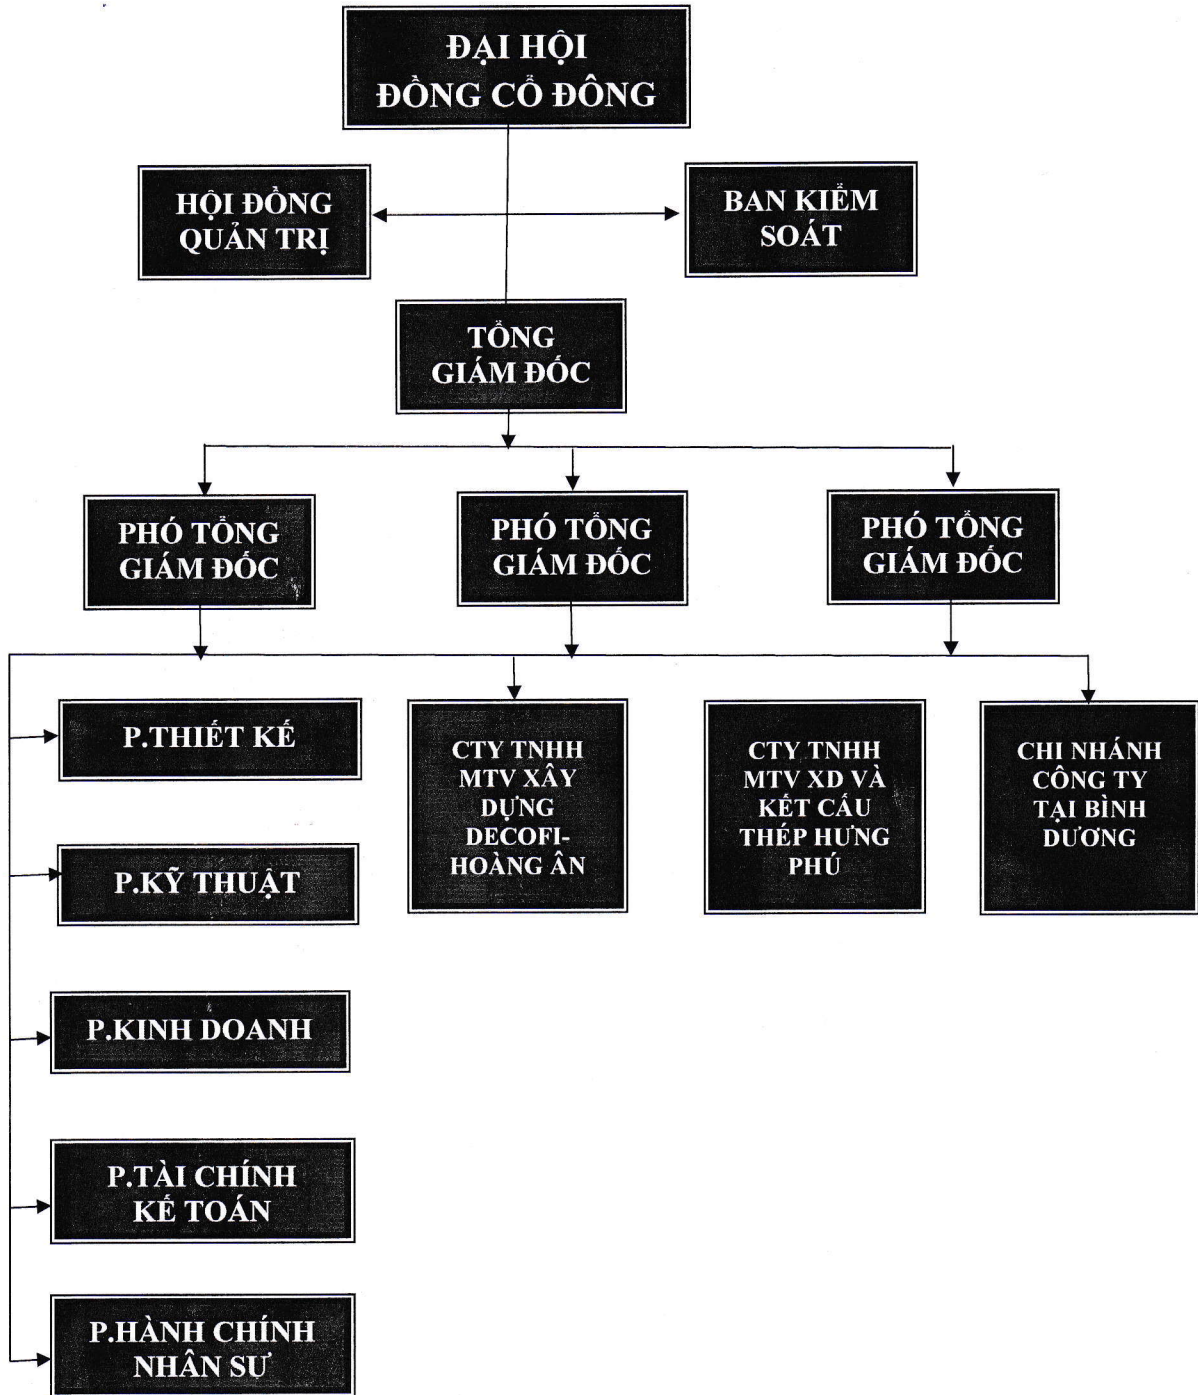 ĐẠI HỘI
ĐỒNG CỔ ĐÔNG
HỘI ĐỒNG
QUẢN TRỊ
BAN KIỂM
SOÁT
TỔNG
GIÁM ĐỐC
PHÓ TỔNG
GIÁM ĐỐC
PHÓ TỔNG
GIÁM ĐỐC
PHÓ TỔNG
GIÁM ĐỐC
P.THIẾT KẾ
P.KỸ THUẬT
P.KINH DOANH
P.TÀI CHÍNH
KẾ TOÁN
P.HÀNH CHÍNH
NHÂN SỰ
CTY TNHH
MTV XÂY
DỰNG
DECOFI-
HOÀNG ÂN
CTY TNHH
MTV XD VÀ
KẾT CẤU
THÉP HƯNG
PHÚ
CHI NHÁNH
CÔNG TY
TẠI BÌNH
DƯƠNG